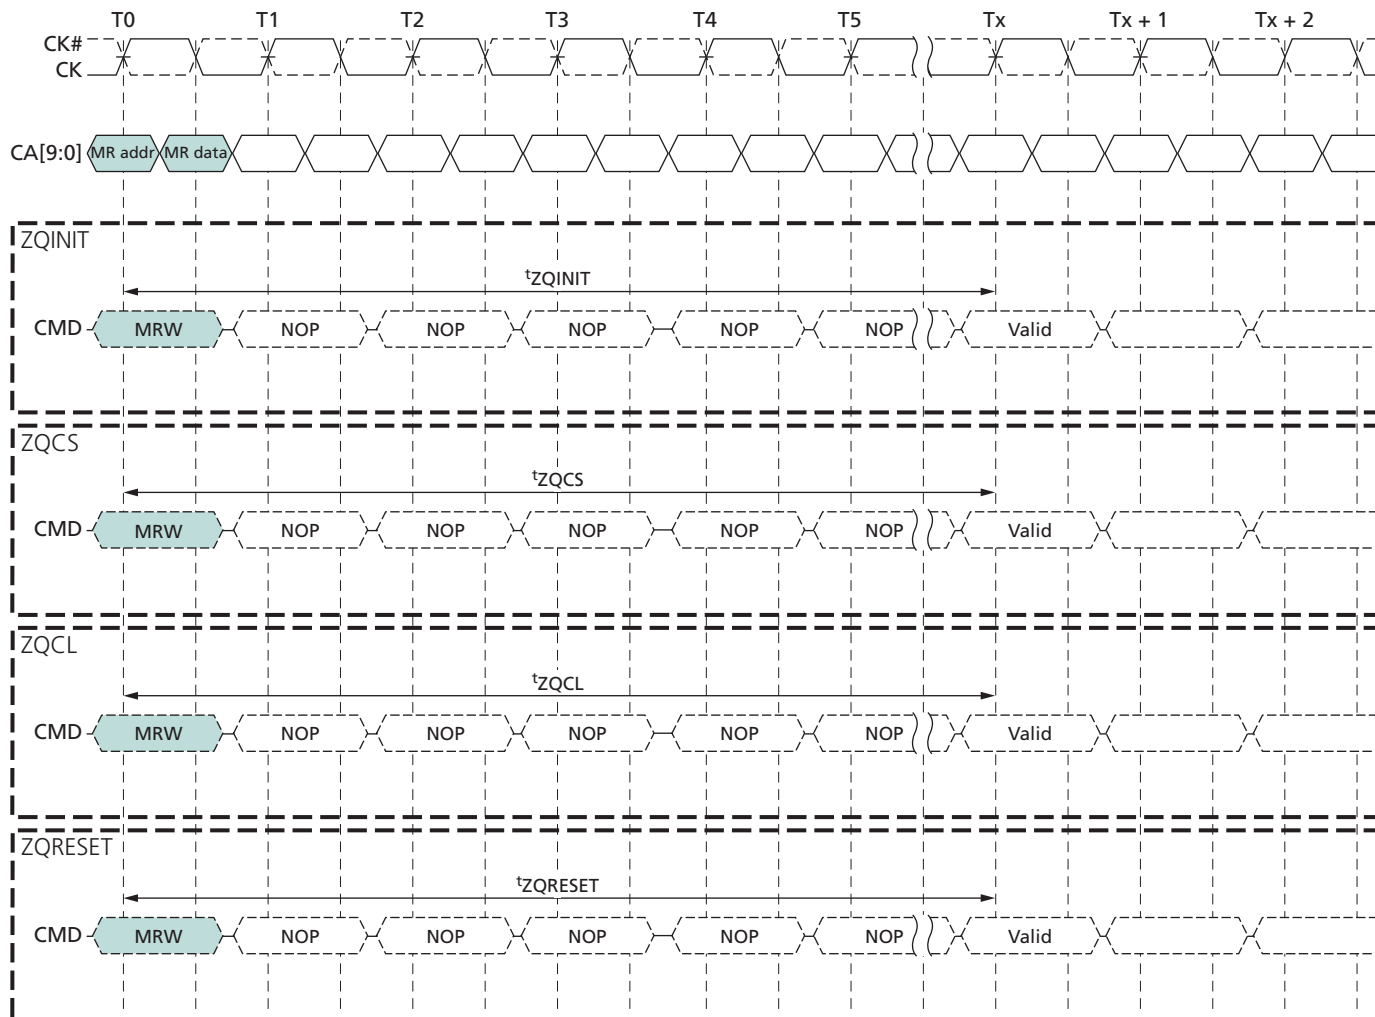 T0 T1 T2 T3 T4 T5 Tx Tx + 1 Tx + 2
CK#
CK
CA[9:0] MR addr MR data
ZQINIT
tZQINIT
CMD MRW NOP NOP NOP NOP NOP Valid
ZQCS
tZQCS
CMD MRW NOP NOP NOP NOP NOP Valid
ZQCL
tZQCL
CMD MRW NOP NOP NOP NOP NOP Valid
ZQRESET
tZQRESET
CMD MRW NOP NOP NOP NOP NOP Valid